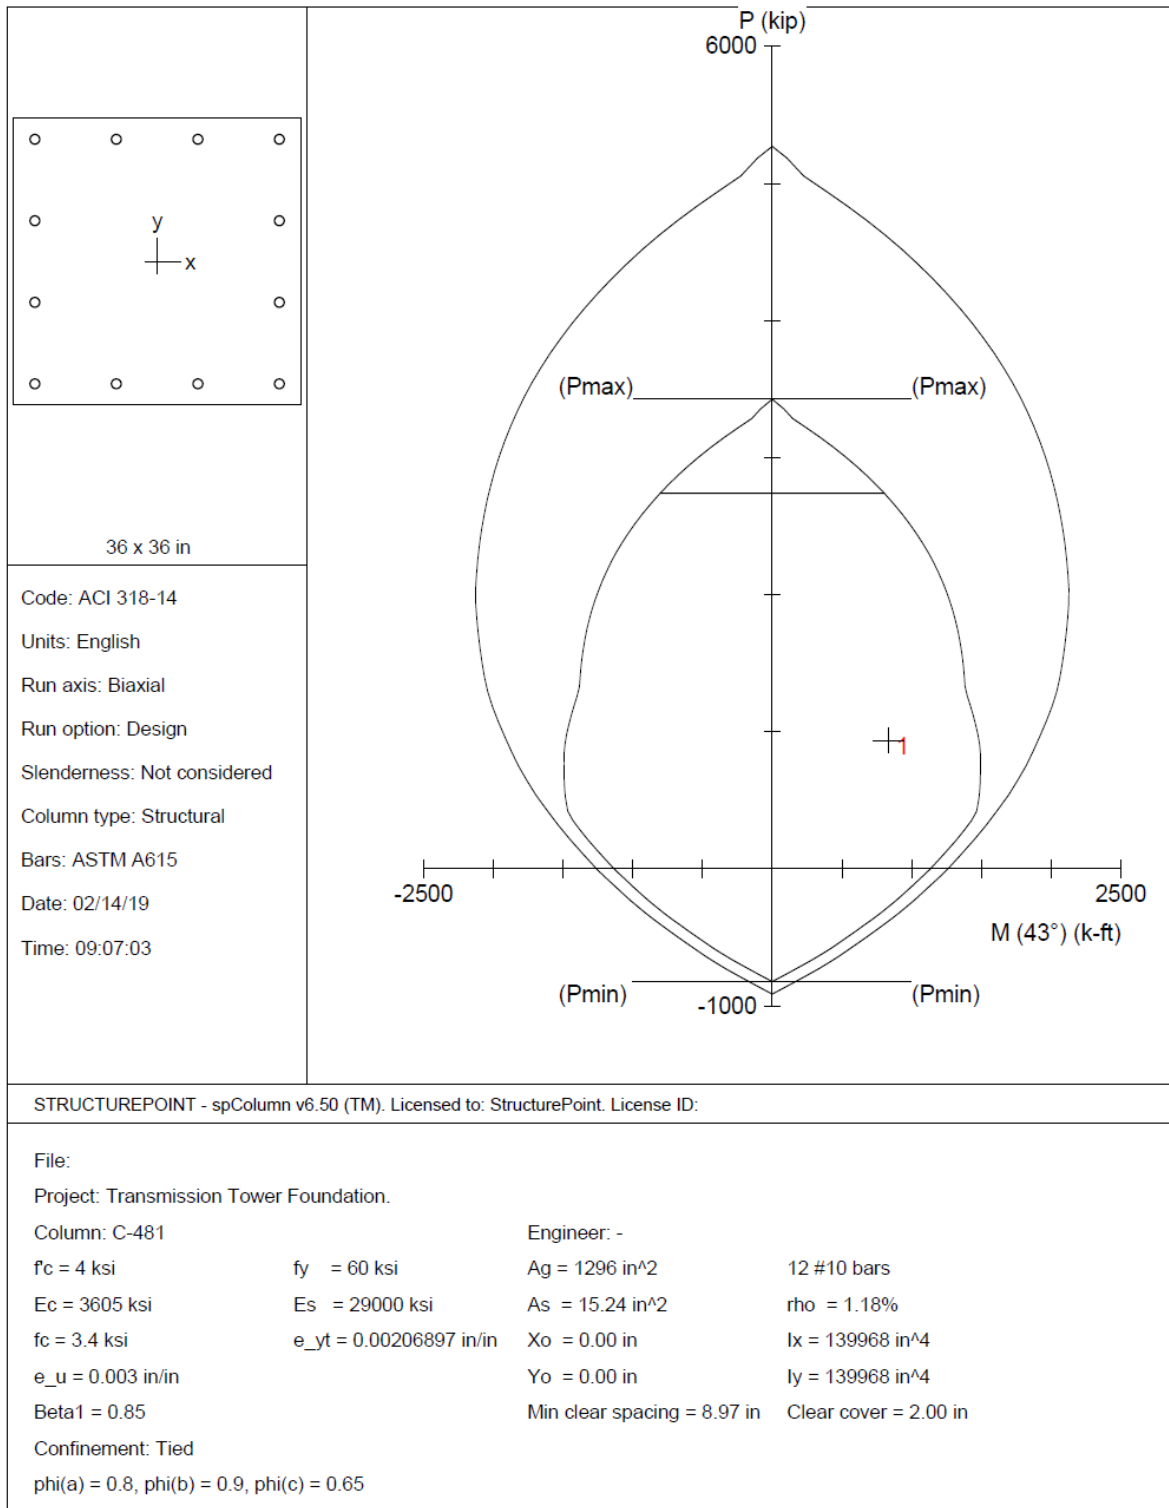 P (kip)
6000
y
x
(Pmax)
(Pmax)
36 x 36 in
Code: ACI 318-14
Units: English
Run axis: Biaxial
Run option: Design
Slenderness: Not considered
Column type: Structural
Bars: ASTM A615
Date: 02/14/19
Time: 09:07:03
1
-2500
2500
M (43°) (k-ft)
(Pmin)
(Pmin)
-1000
STRUCTUREPOINT - spColumn v6.50 (TM). Licensed to: StructurePoint. License ID:
File:
Project: Transmission Tower Foundation.
Column: C-481 Engineer: -
f'c = 4 ksi fy = 60 ksi Ag = 1296 in^2 12 #10 bars
Ec = 3605 ksi Es = 29000 ksi As = 15.24 in^2 rho = 1.18%
fc = 3.4 ksi e_yt = 0.00206897 in/in Xo = 0.00 in Ix = 139968 in^4
e_u = 0.003 in/in Yo = 0.00 in Iy = 139968 in^4
Beta1 = 0.85 Min clear spacing = 8.97 in Clear cover = 2.00 in
Confinement: Tied
phi(a) = 0.8, phi(b) = 0.9, phi(c) = 0.65